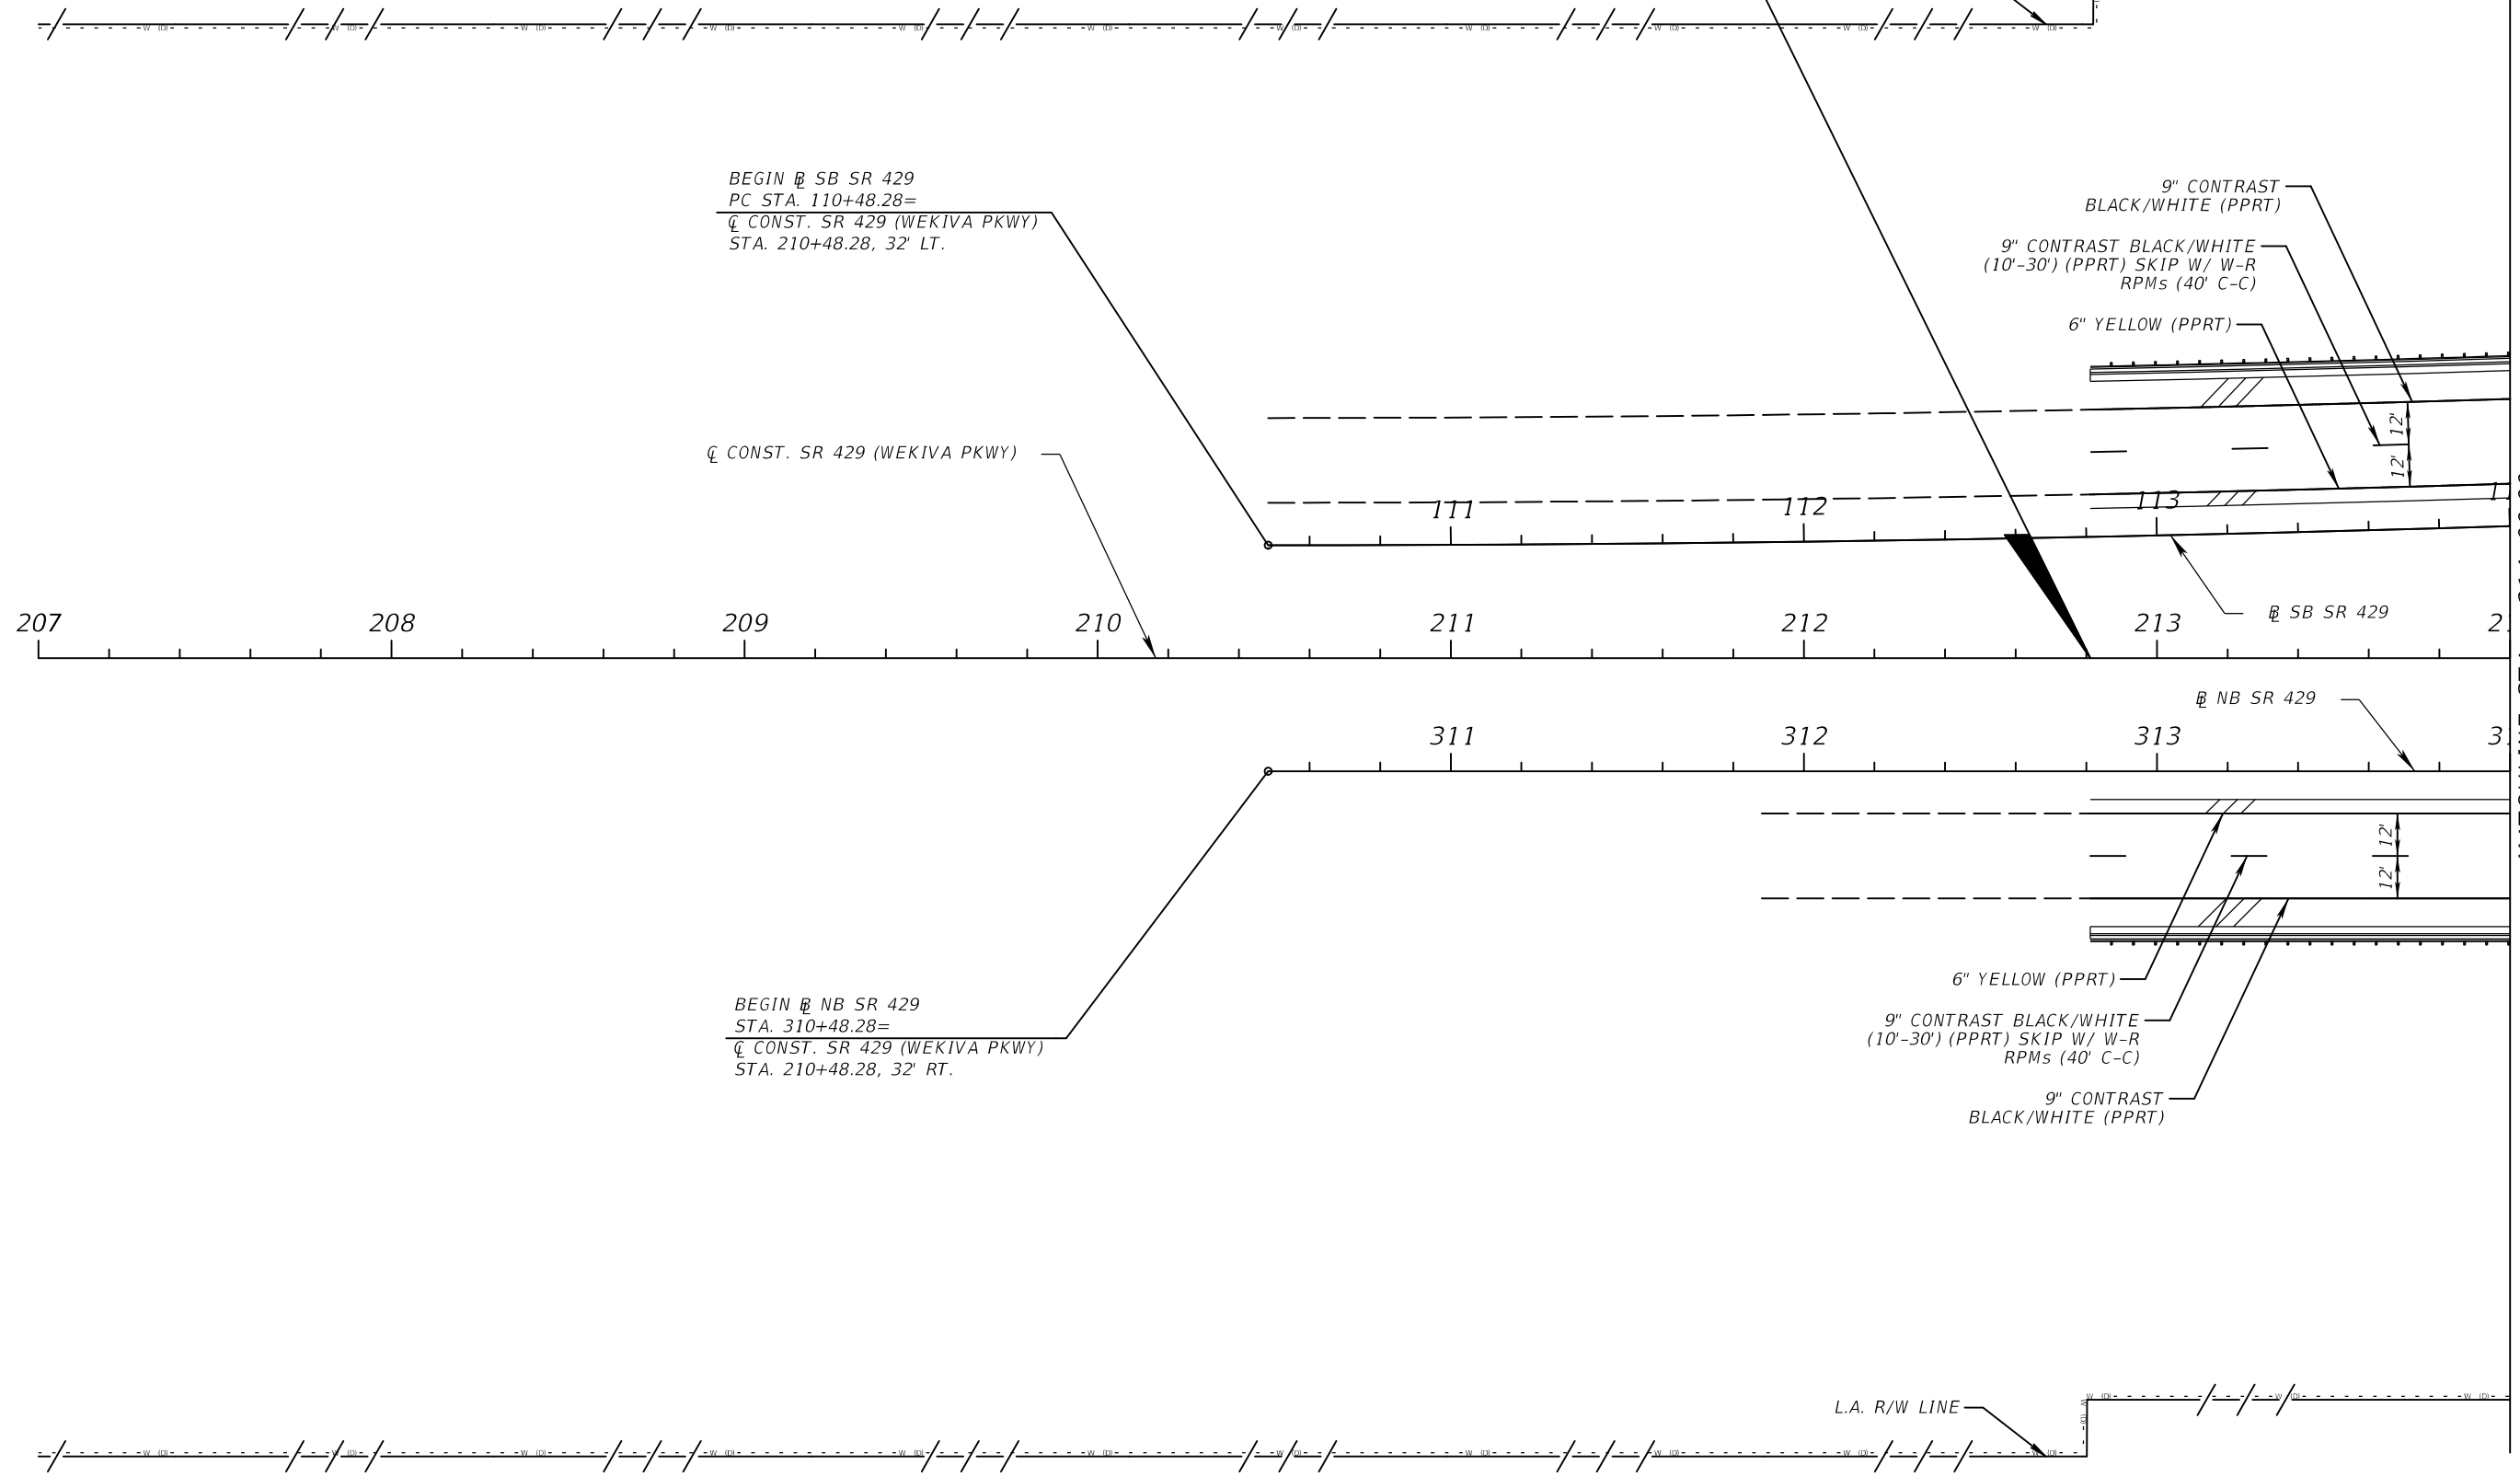 BEGIN ℄ SB SR 429
PC STA. 110+48.28=
℄ CONST. SR 429 (WEKIVA PKWY)
STA. 210+48.28, 32' LT.
9" CONTRAST
BLACK/WHITE (PPRT)
9" CONTRAST BLACK/WHITE
(10'-30') (PPRT) SKIP W/ W-R
RPMs (40' C-C)
6" YELLOW (PPRT)
12'
12'
℄ CONST. SR 429 (WEKIVA PKWY)
111
112
113
BL SB SR 429
207
208
209
210
211
212
213
BL NB SR 429
311
312
313
12'
12'
6" YELLOW (PPRT)
9" CONTRAST BLACK/WHITE
(10'-30') (PPRT) SKIP W/ W-R
RPMs (40' C-C)
9" CONTRAST
BLACK/WHITE (PPRT)
BEGIN BL NB SR 429
STA. 310+48.28=
℄ CONST. SR 429 (WEKIVA PKWY)
STA. 210+48.28, 32' RT.
L.A. R/W LINE